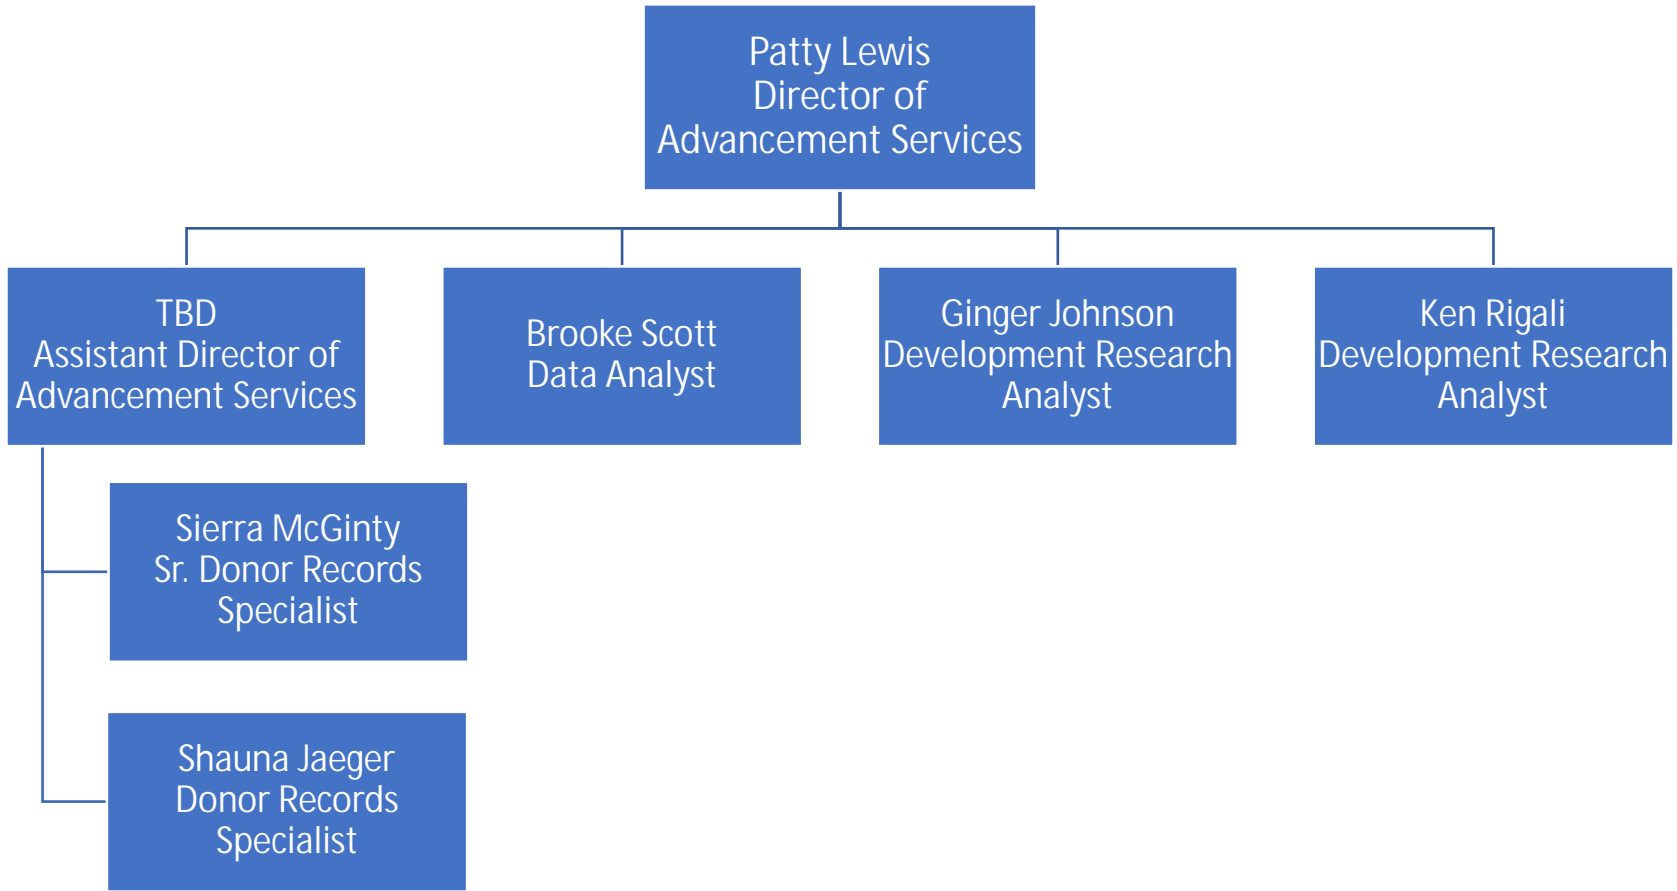 Patty Lewis
Director of
Advancement Services
TBD
Assistant Director of
Advancement Services
Brooke Scott
Data Analyst
Ginger Johnson
Development Research
Analyst
Ken Rigali
Development Research
Analyst
Sierra McGinty
Sr. Donor Records
Specialist
Shauna Jaeger
Donor Records
Specialist